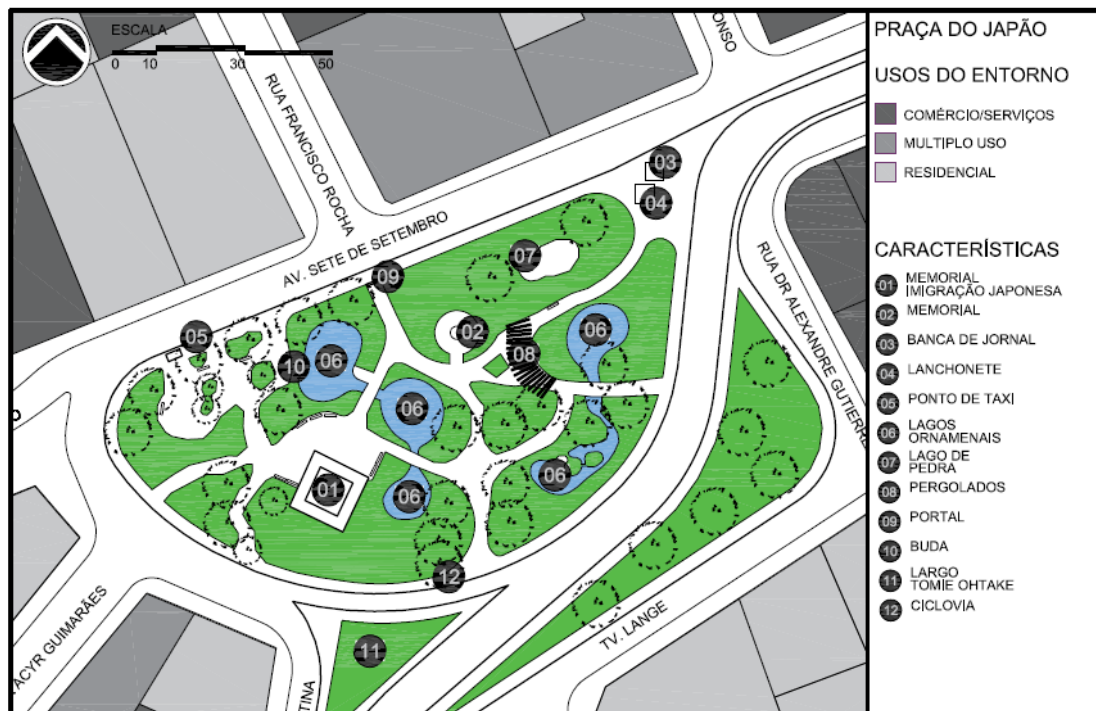 ESCALA
0 10 30 50
RUA FRANCISCO ROCHA
ONSO
AV. SETE DE SETEMBRO
RUA DR ALEXANDRE GUTIERRE
03
04
07
09
05
02
06
08
10
06
06
06
06
01
12
11
TV. LANGE
ACYR GUIMARÃES
TINA
PRAÇA DO JAPÃO
USOS DO ENTORNO
COMÉRCIO/SERVIÇOS
MULTIPLO USO
RESIDENCIAL
CARACTERÍSTICAS
01 MEMORIAL
IMIGRAÇÃO JAPONESA
02 MEMORIAL
03 BANCA DE JORNAL
04 LANCHONETE
05 PONTO DE TAXI
06 LAGOS
ORNAMENAIS
07 LAGO DE
PEDRA
08 PERGOLADOS
09 PORTAL
10 BUDA
11 LARGO
TOMIE OHTAKE
12 CICLOVIA